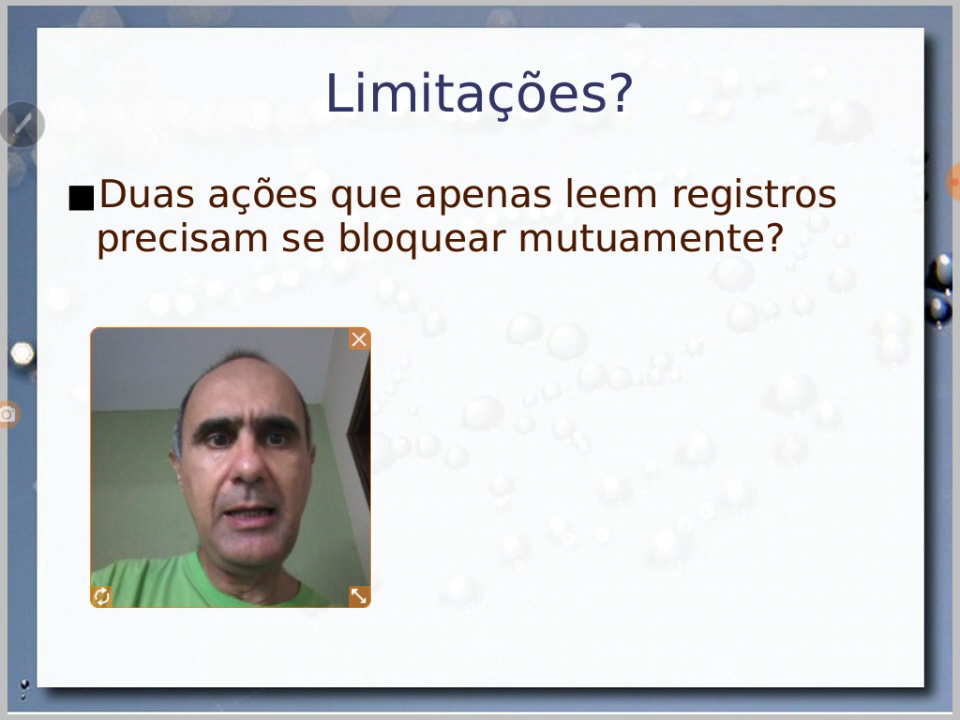 Limitações?
Duas ações que apenas leem registros
precisam se bloquear mutuamente?